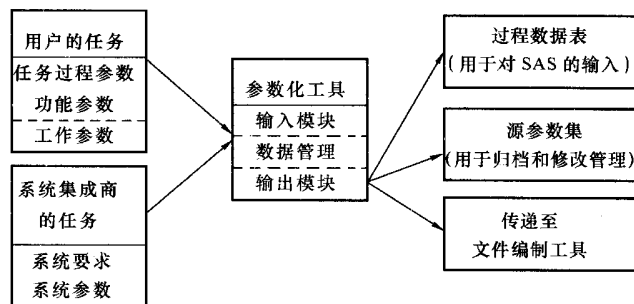 用户的任务
任务过程参数
功能参数
工作参数
系统集成商
的任务
系统要求
系统参数
参数化工具
输入模块
数据管理
输出模块
过程数据表
(用于对 SAS 的输入)
源参数集
(用于归档和修改管理)
传递至
文件编制工具